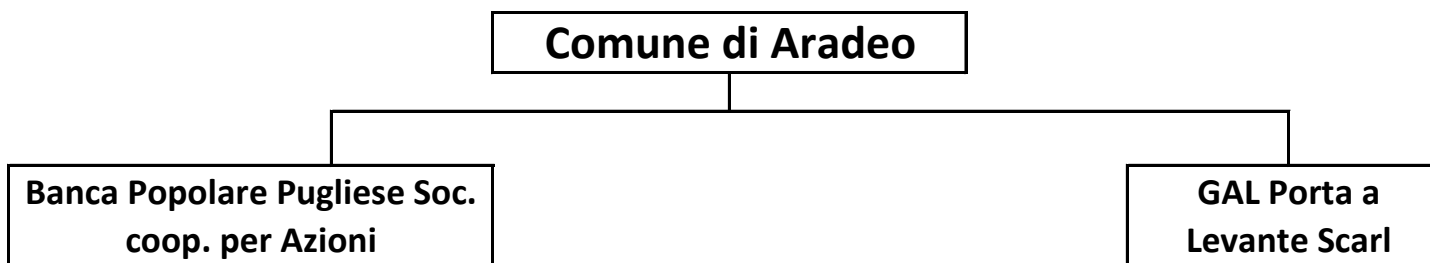 Comune di Aradeo
Banca Popolare Pugliese Soc.
coop. per Azioni
GAL Porta a
Levante Scarl